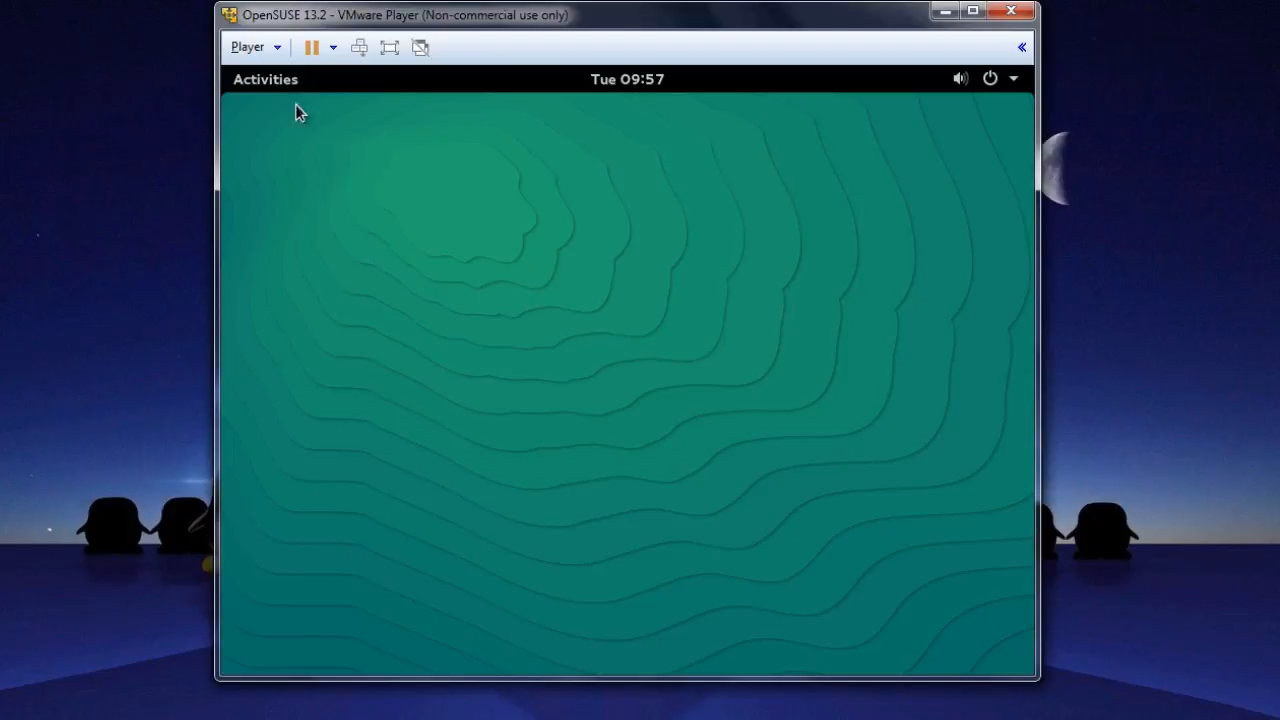 OpenSUSE 13.2 - VMware Player (Non-commercial use only)
Player
Activities
Tue 09:57